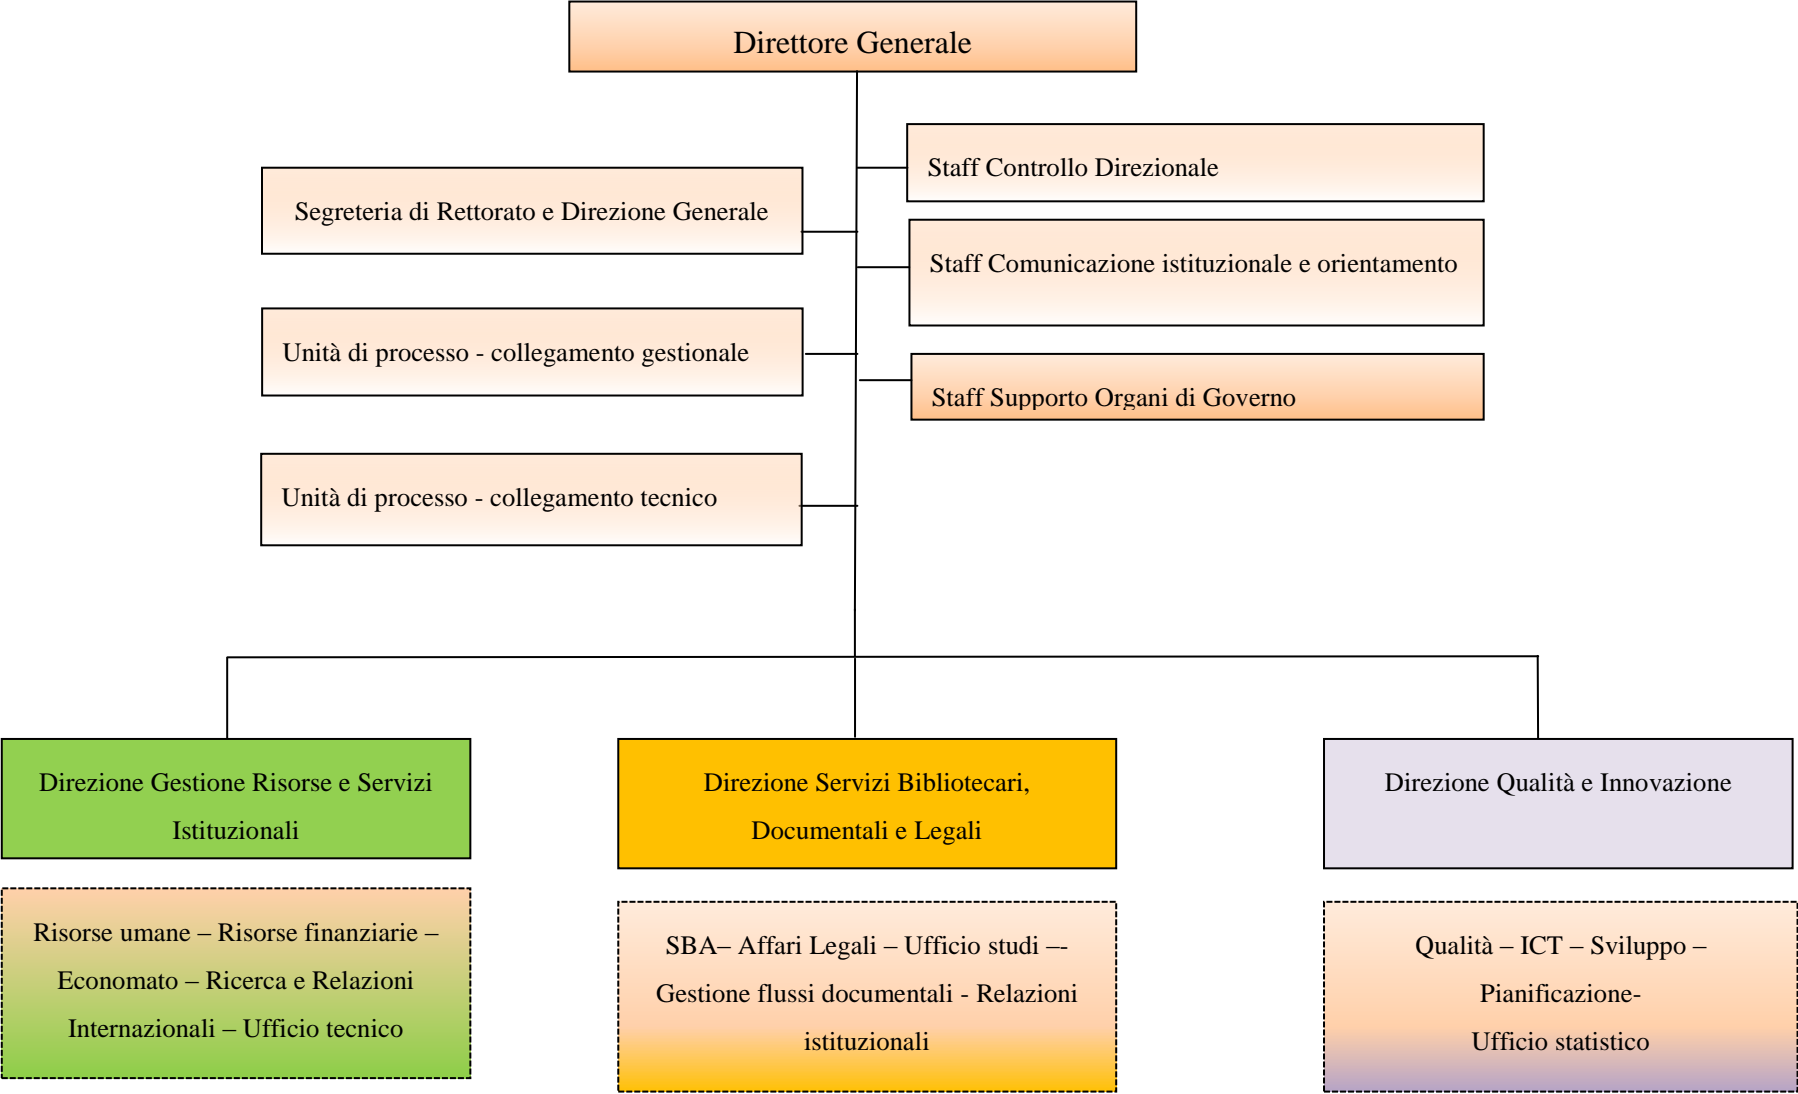 Direttore Generale
Staff Controllo Direzionale
Segreteria di Rettorato e Direzione Generale
Staff Comunicazione istituzionale e orientamento
Unità di processo - collegamento gestionale
Staff Supporto Organi di Governo
Unità di processo - collegamento tecnico
Direzione Gestione Risorse e Servizi
Istituzionali
Direzione Servizi Bibliotecari,
Documentali e Legali
Direzione Qualità e Innovazione
Risorse umane – Risorse finanziarie –
Economato – Ricerca e Relazioni
Internazionali – Ufficio tecnico
SBA– Affari Legali – Ufficio studi –-
Gestione flussi documentali - Relazioni
istituzionali
Qualità – ICT – Sviluppo –
Pianificazione-
Ufficio statistico